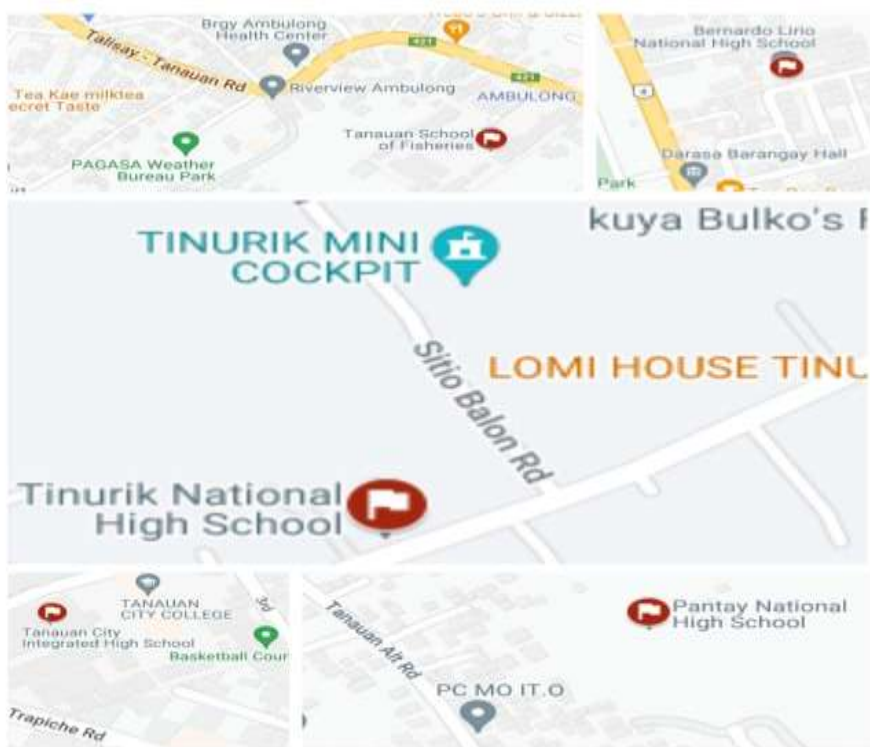 Brgy Ambulong
Health Center
Talisay - Tanauan Rd
421
Tea Kae milktea
ecret Taste
Riverview Ambulong
421
AMBULONG
Tanauan School
of Fisheries
PAGASA Weather
Bureau Park
Bernardo Lirio
National High School
4
Darasa Barangay Hall
Park
TINURIK MINI
COCKPIT
kuya Bulko's F
Sitio Balon Rd
LOMI HOUSE TINU
Tinurik National
High School
TANAUAN
CITY COLLEGE
3rd
Tanauan City
Integrated High School
Basketball Cour
Trapiche Rd
Tanauan Alt Rd
Pantay National
High School
PC MO IT.O